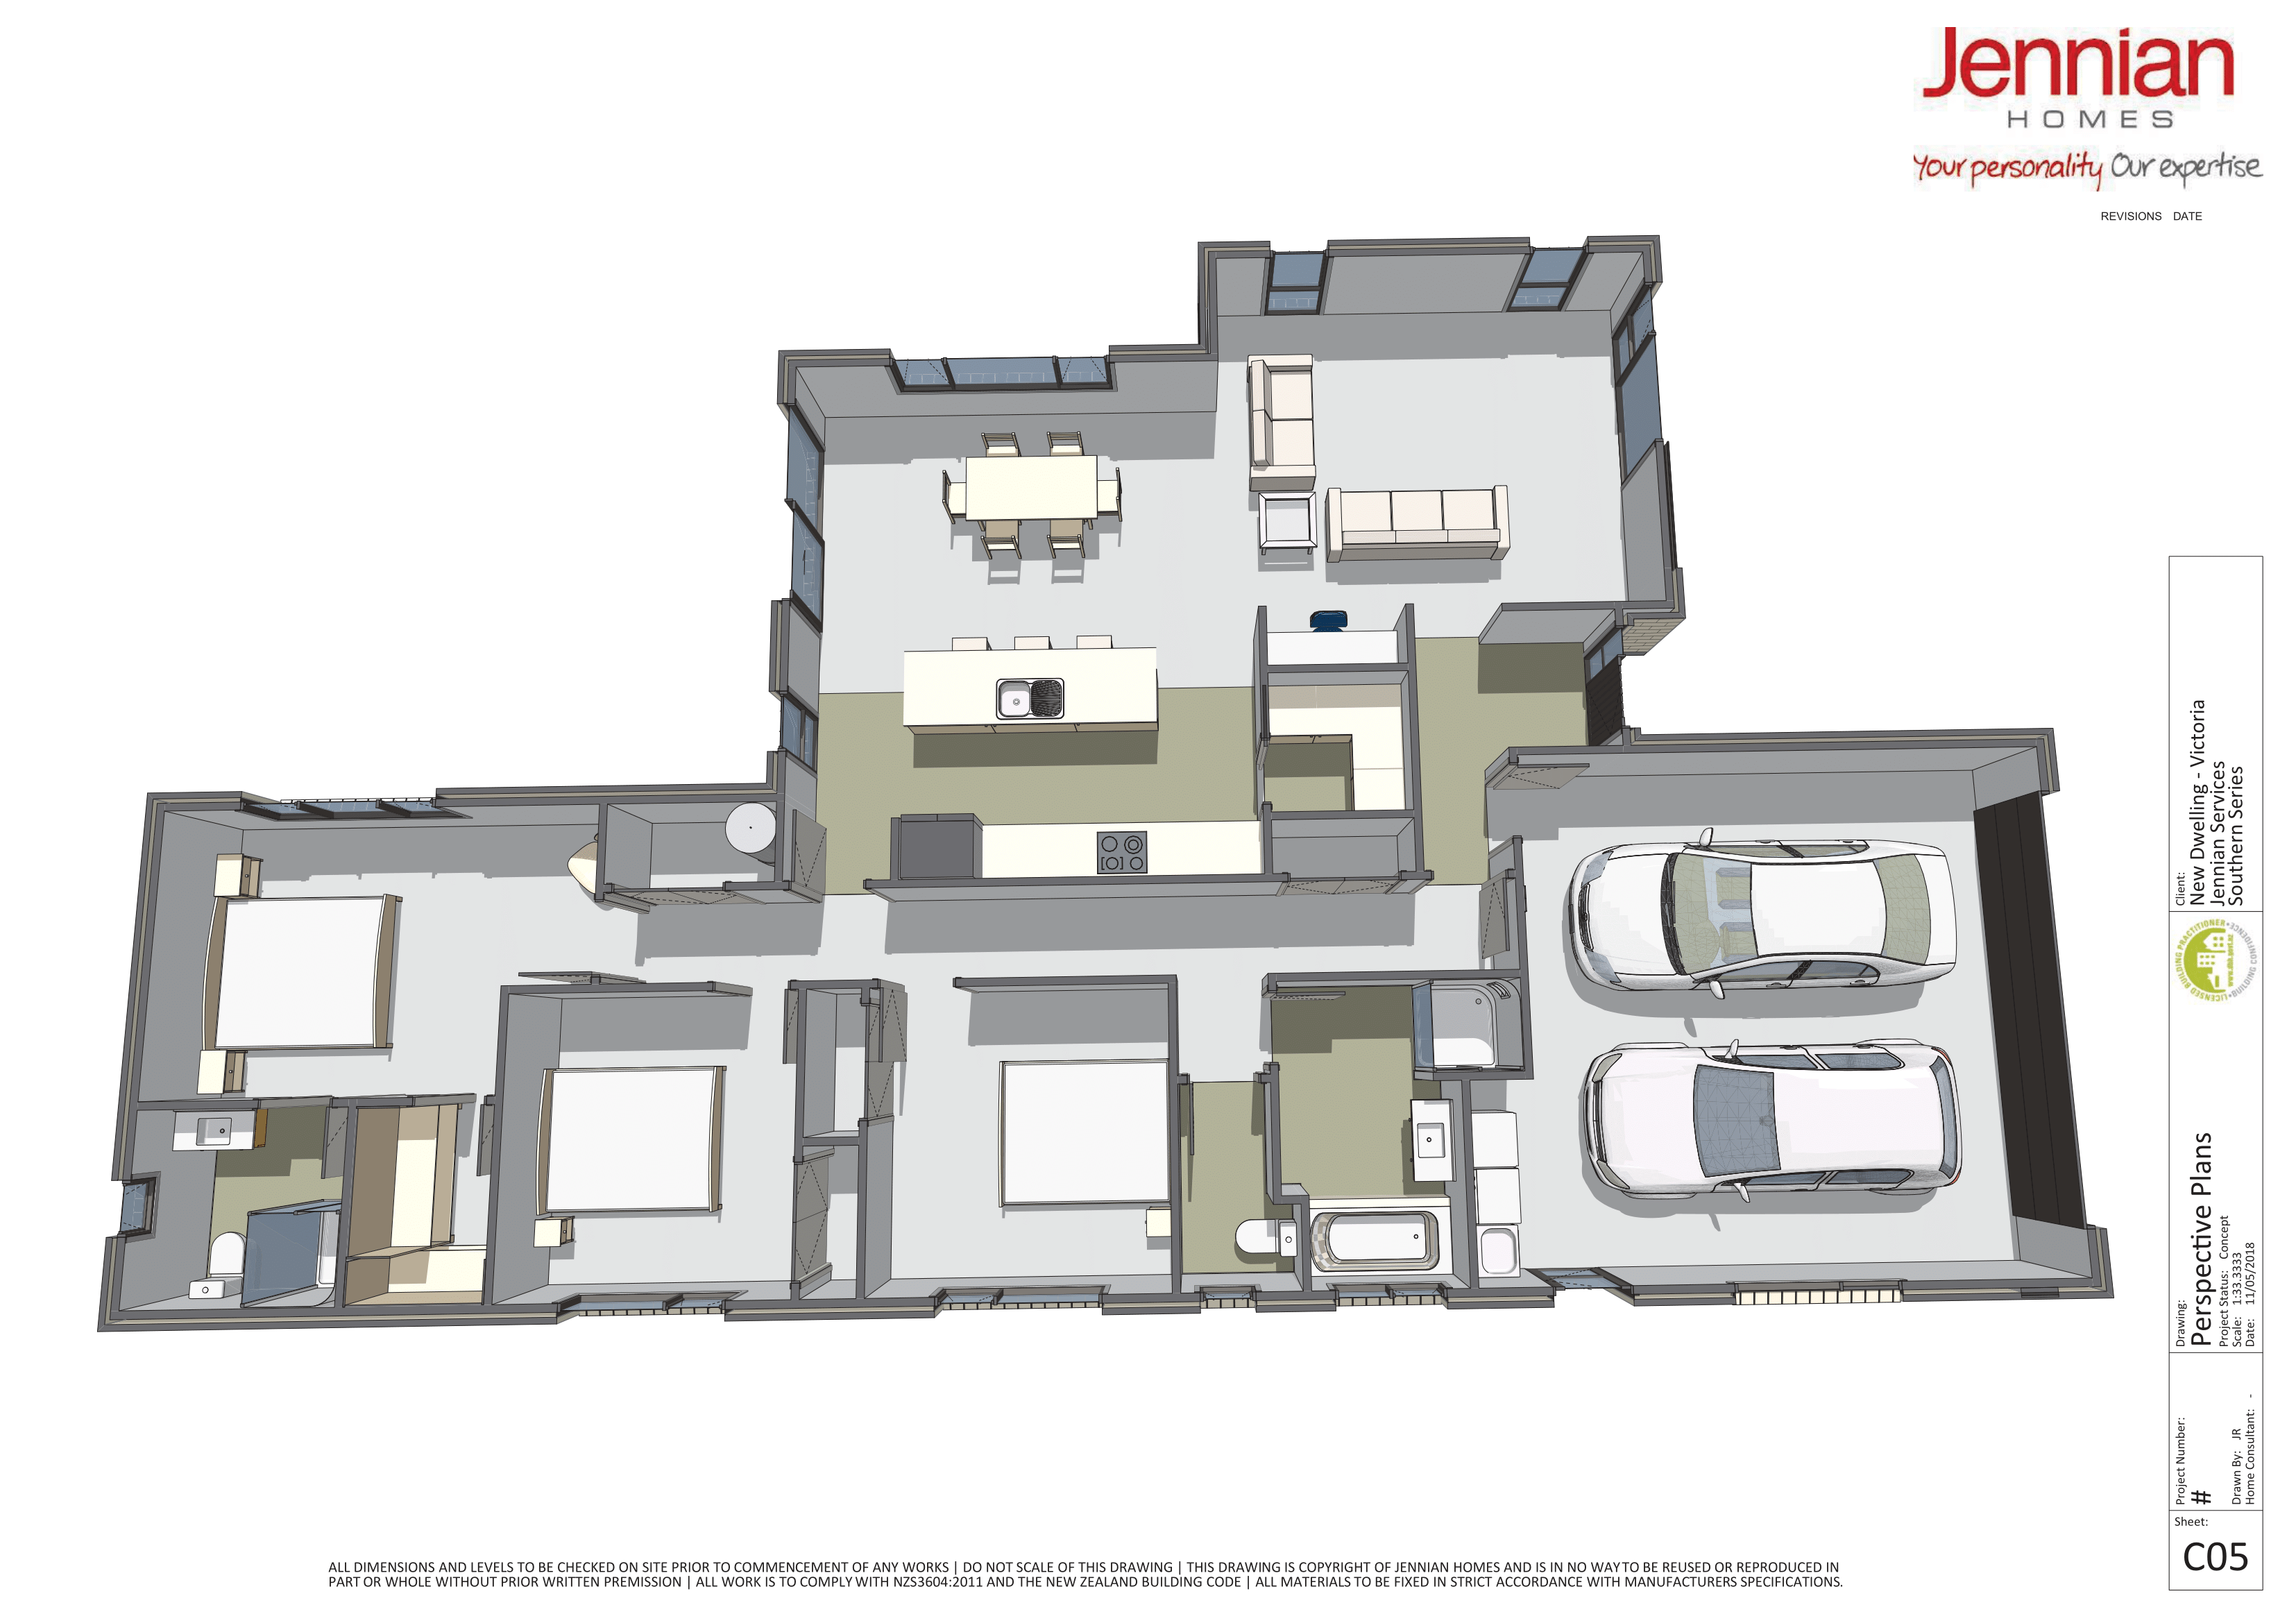 Jennian
HOMES
Your personality Our expertise
REVISIONS DATE
Client:
New Dwelling - Victoria
Jennian Services
Southern Series
LICENSED BUILDING PRACTITIONER
BUILDING CONFIDENCE
www.dbh.govt.nz
Drawing:
Perspective Plans
Project Status: Concept
Scale: 1:33.3333
Date: 11/05/2018
Project Number:
#
Drawn By: JR
Home Consultant: -
Sheet:
C05
ALL DIMENSIONS AND LEVELS TO BE CHECKED ON SITE PRIOR TO COMMENCEMENT OF ANY WORKS | DO NOT SCALE OF THIS DRAWING | THIS DRAWING IS COPYRIGHT OF JENNIAN HOMES AND IS IN NO WAY TO BE REUSED OR REPRODUCED IN
PART OR WHOLE WITHOUT PRIOR WRITTEN PREMISSION | ALL WORK IS TO COMPLY WITH NZS3604:2011 AND THE NEW ZEALAND BUILDING CODE | ALL MATERIALS TO BE FIXED IN STRICT ACCORDANCE WITH MANUFACTURERS SPECIFICATIONS.